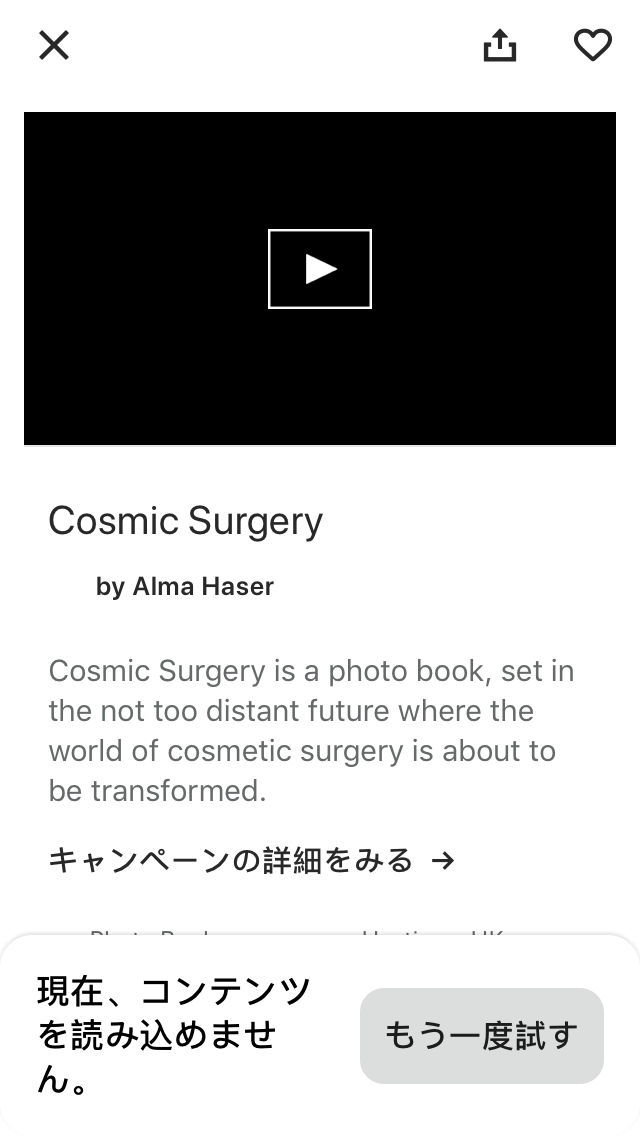 Cosmic Surgery
by Alma Haser
Cosmic Surgery is a photo book, set in
the not too distant future where the
world of cosmetic surgery is about to
be transformed.
キャンペーンの詳細をみる →
現在、コンテンツ
を読み込めませ
ん。
もう一度試す